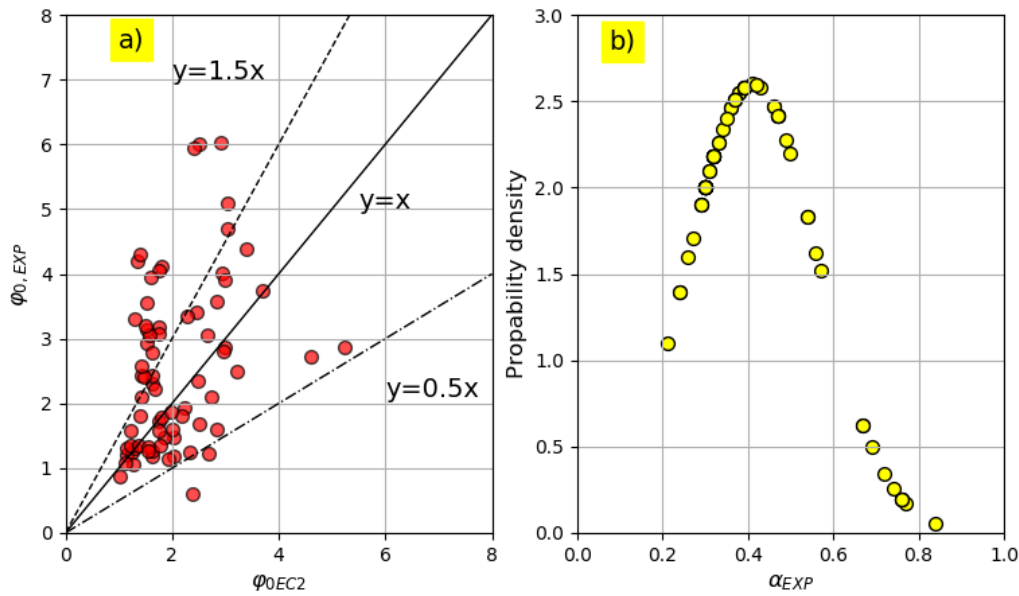 a)
y=1.5x
y=x
y=0.5x
8
7
6
5
4
3
2
1
0
φ0,EXP
0 2 4 6 8
φ0EC2
b)
3.0
2.5
2.0
1.5
1.0
0.5
0.0
Propability density
0.0 0.2 0.4 0.6 0.8 1.0
αEXP